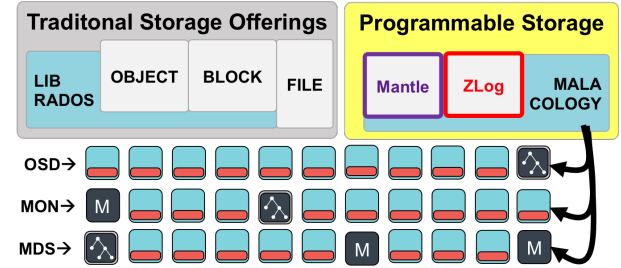 Traditonal Storage Offerings
Programmable Storage
LIB
RADOS
OBJECT
BLOCK
FILE
Mantle
ZLog
MALA
COLOGY
OSD→
MON→
M
MDS→
M
M